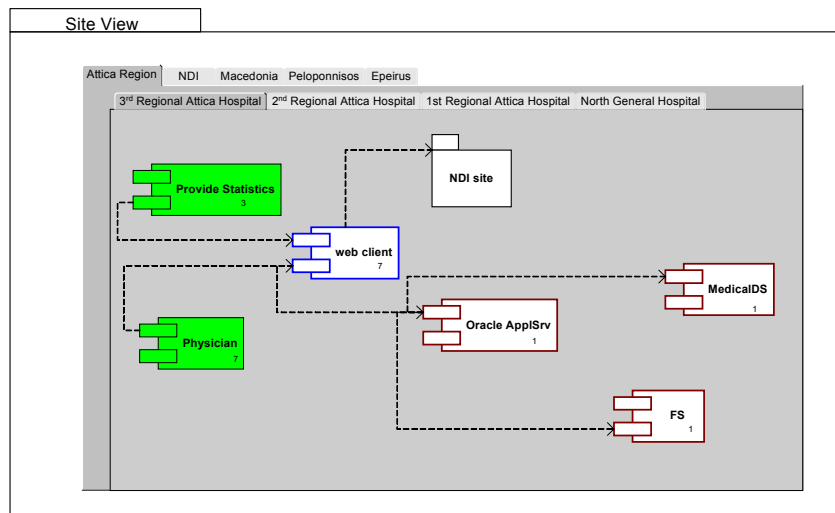 Site View
Attica Region NDI Macedonia Peloponnisos Epeirus
3rd Regional Attica Hospital 2nd Regional Attica Hospital 1st Regional Attica Hospital North General Hospital
NDI site
Provide Statistics
3
web client
7
MedicalDS
1
Oracle ApplSrv
1
Physician
7
FS
1